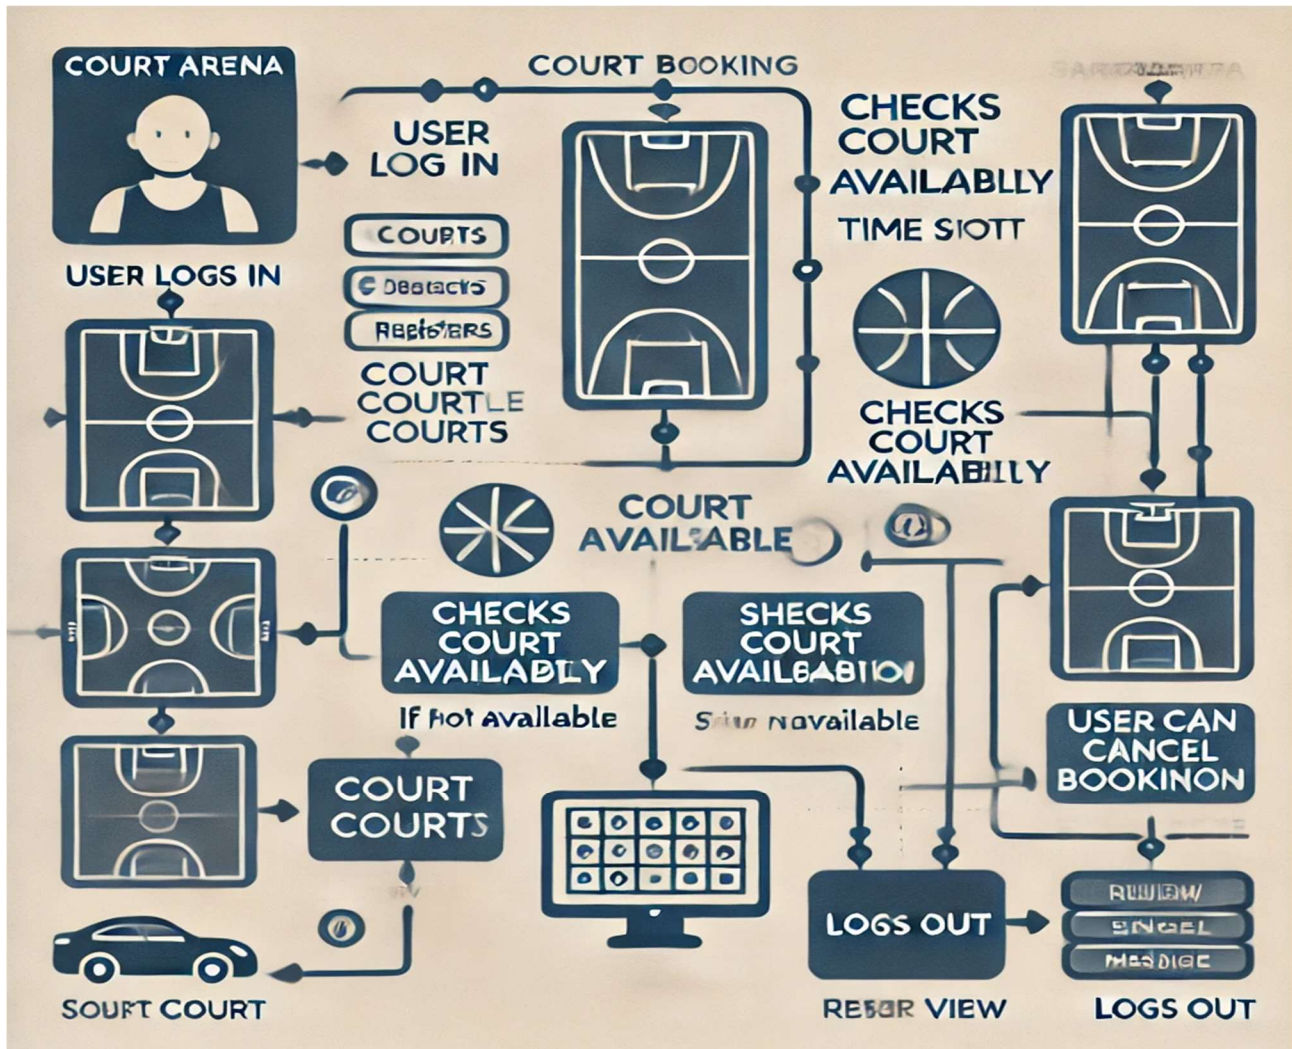 COURT ARENA
USER LOGS IN
USER
LOG IN
COURTS
COURT
COURTLE
COURTS
COURT BOOKING
CHECKS
COURT
AVAILABLLY
TIME SIOTT
CHECKS
COURT
AVAILABILLY
COURT
AVAILABLE
CHECKS
COURT
AVAILABLY
If not available
SHECKS
COURT
navailable
COURT
COURTS
USER CAN
CANCEL
BOOKINON
LOGS OUT
VIEW
LOGS OUT
SOURT COURT